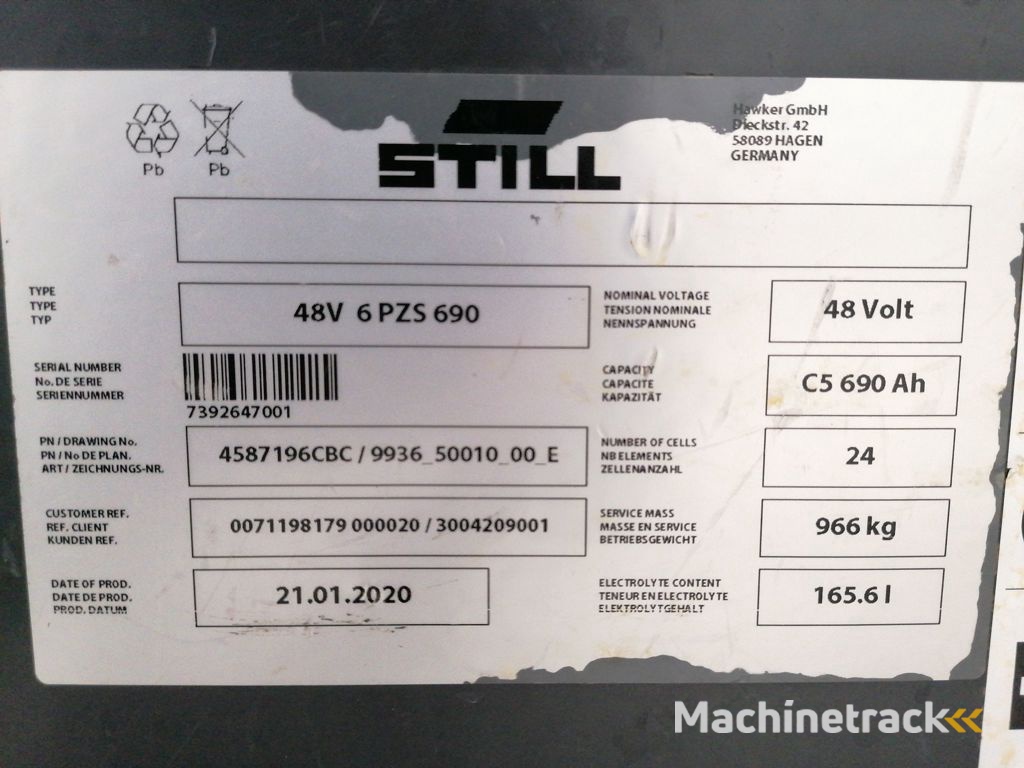 Pb
Pb
STILL
Hawker GmbH
Dieckstr. 42
58089 HAGEN
GERMANY
TYPE
TYPE
TYP
48V 6 PZS 690
NOMINAL VOLTAGE
TENSION NOMINALE
NENNSPANNUNG
48 Volt
SERIAL NUMBER
No. DE SERIE
SERIENNUMMER
7392647001
CAPACITY
CAPACITE
KAPAZITÄT
C5 690 Ah
PN / DRAWING No.
PN / No DE PLAN.
ART / ZEICHNUNGS-NR.
4587196CBC / 9936_50010_00_E
NUMBER OF CELLS
NB ELEMENTS
ZELLENANZAHL
24
CUSTOMER REF.
REF. CLIENT
KUNDEN REF.
0071198179 000020 / 3004209001
SERVICE MASS
MASSE EN SERVICE
BETRIEBSGEWICHT
966 kg
DATE OF PROD.
DATE DE PROD.
PROD. DATUM
21.01.2020
ELECTROLYTE CONTENT
TENEUR EN ELECTROLYTE
ELEKTROLYTGEHALT
165.6 l
Machinetrack